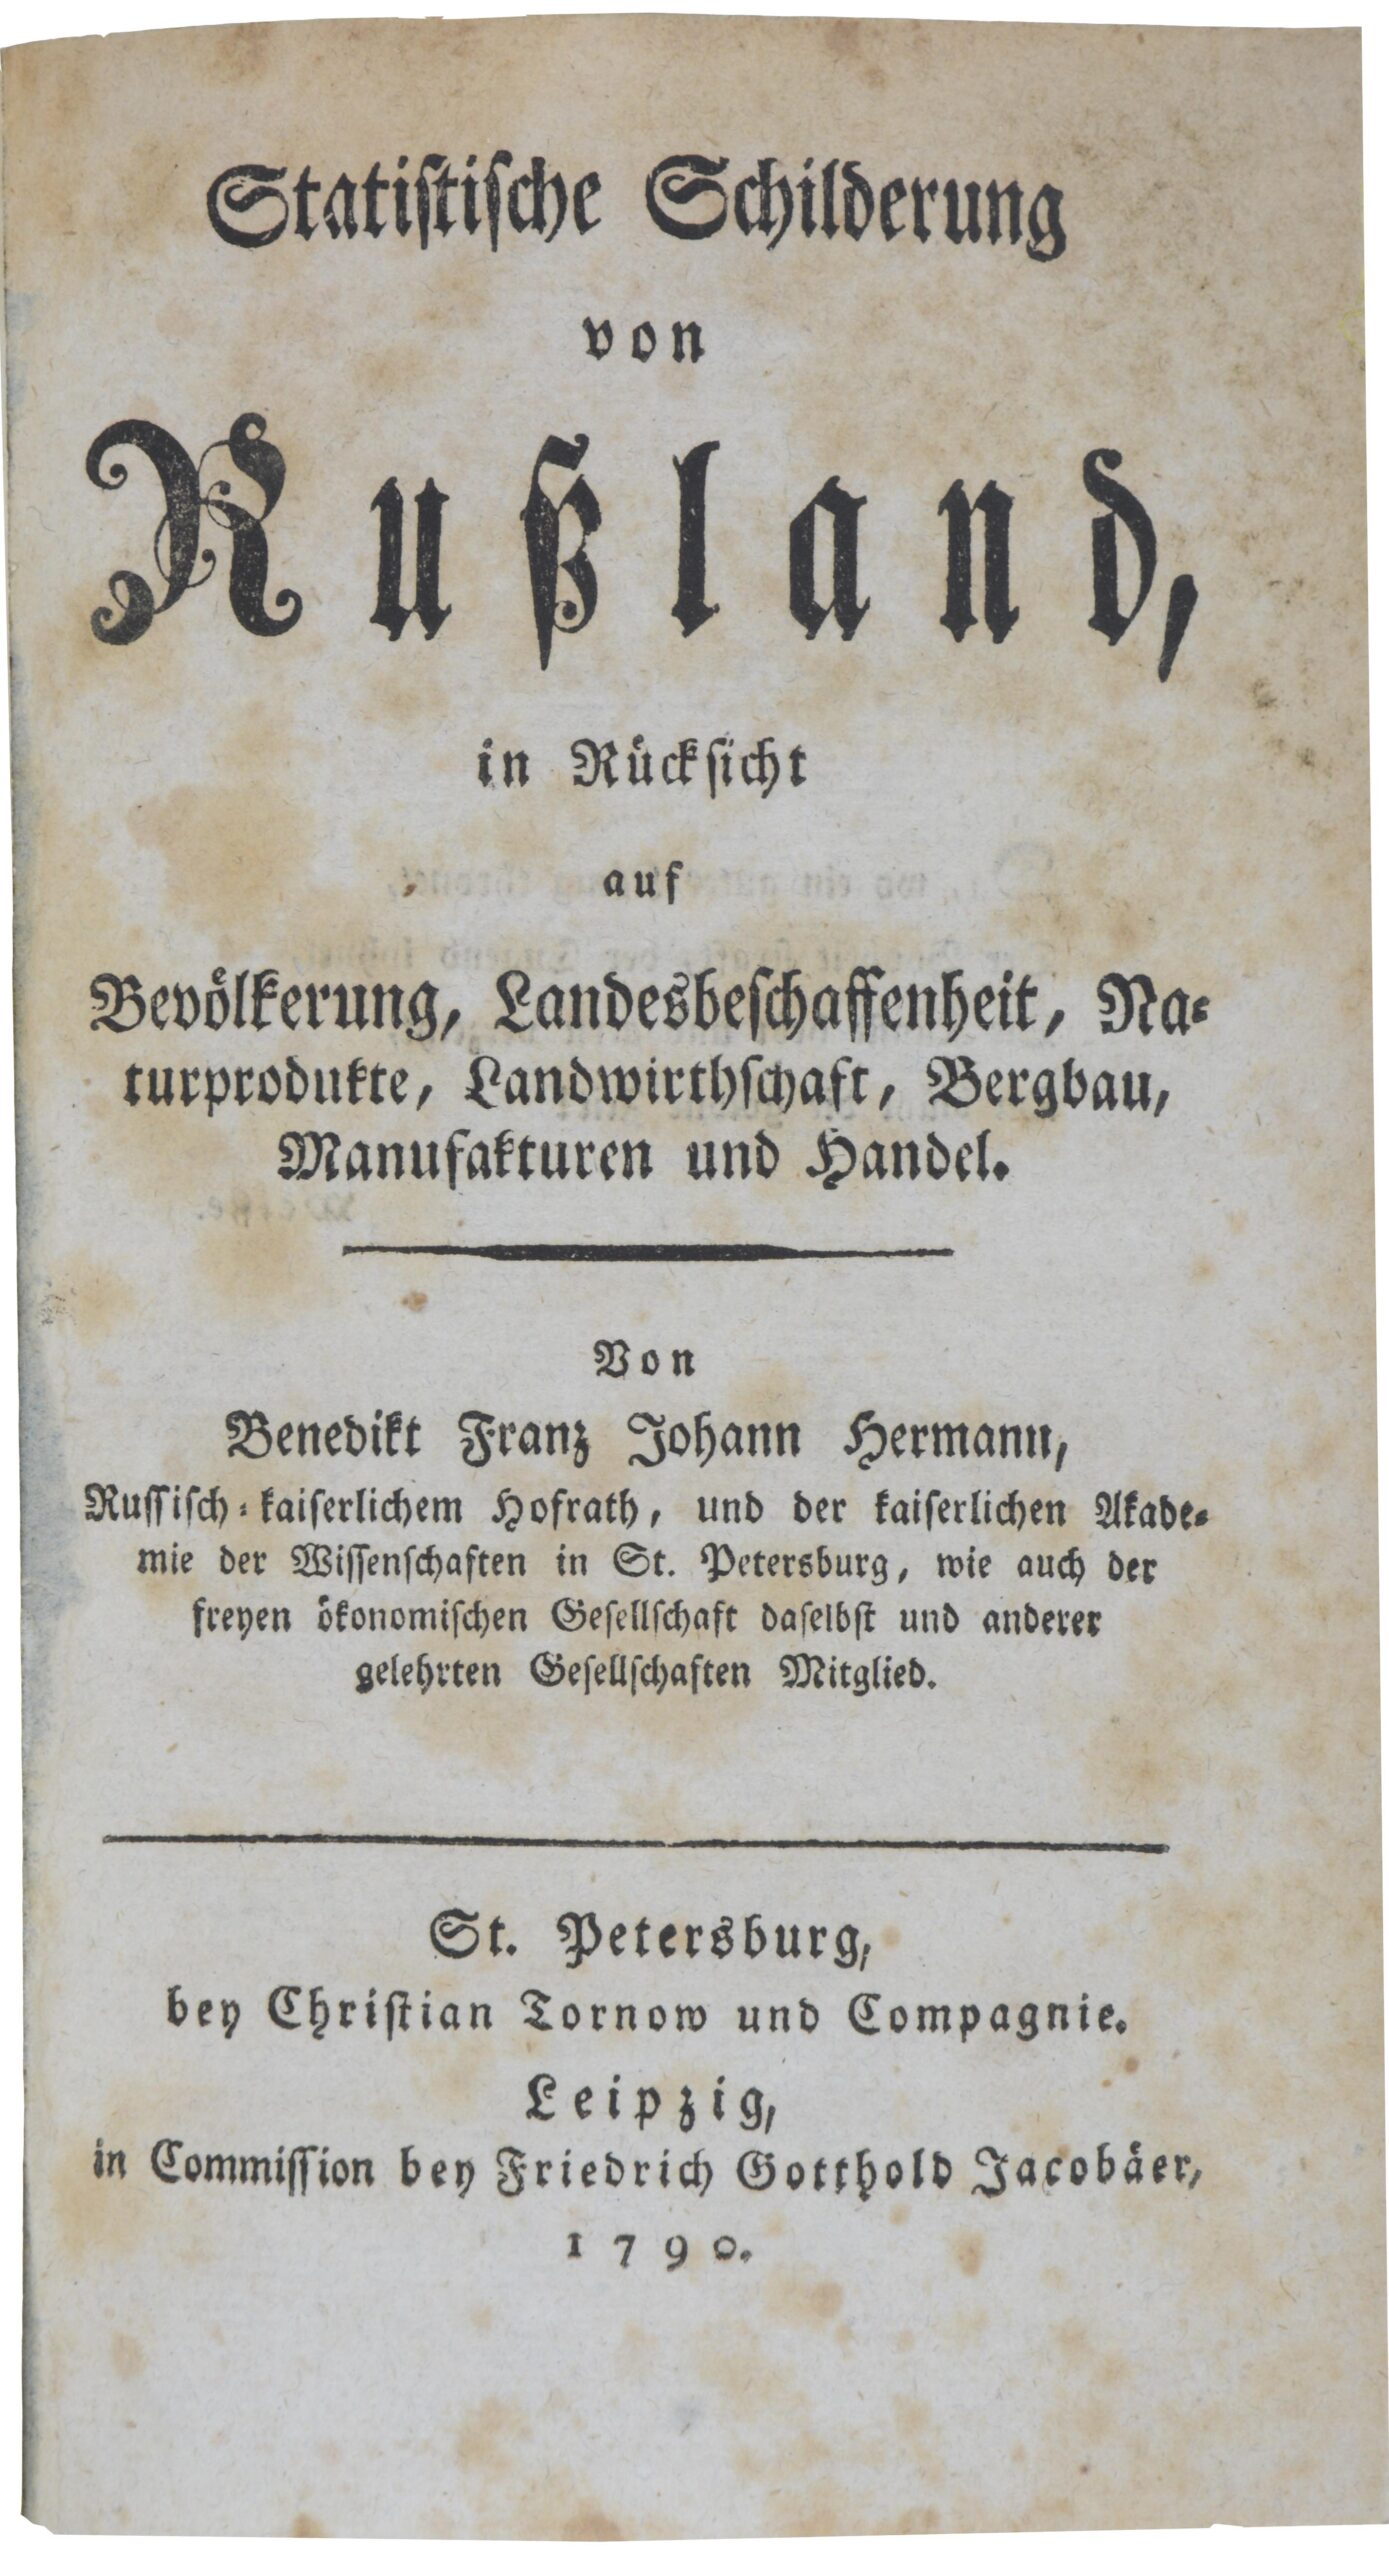 Statistische Schilderung
von
Rußland,
in Rücksicht
auf
Bevölkerung, Landesbeschaffenheit, Na-
turprodukte, Landwirthschaft, Bergbau,
Manufakturen und Handel.
Von
Benedikt Franz Johann Hermann,
Russisch-kaiserlichem Hofrath, und der kaiserlichen Akade-
mie der Wissenschaften in St. Petersburg, wie auch der
freyen ökonomischen Gesellschaft daselbst und anderer
gelehrten Gesellschaften Mitglied.
St. Petersburg,
bey Christian Tornow und Compagnie.
Leipzig,
in Commission bey Friedrich Gotthold Jacobäer,
1790.